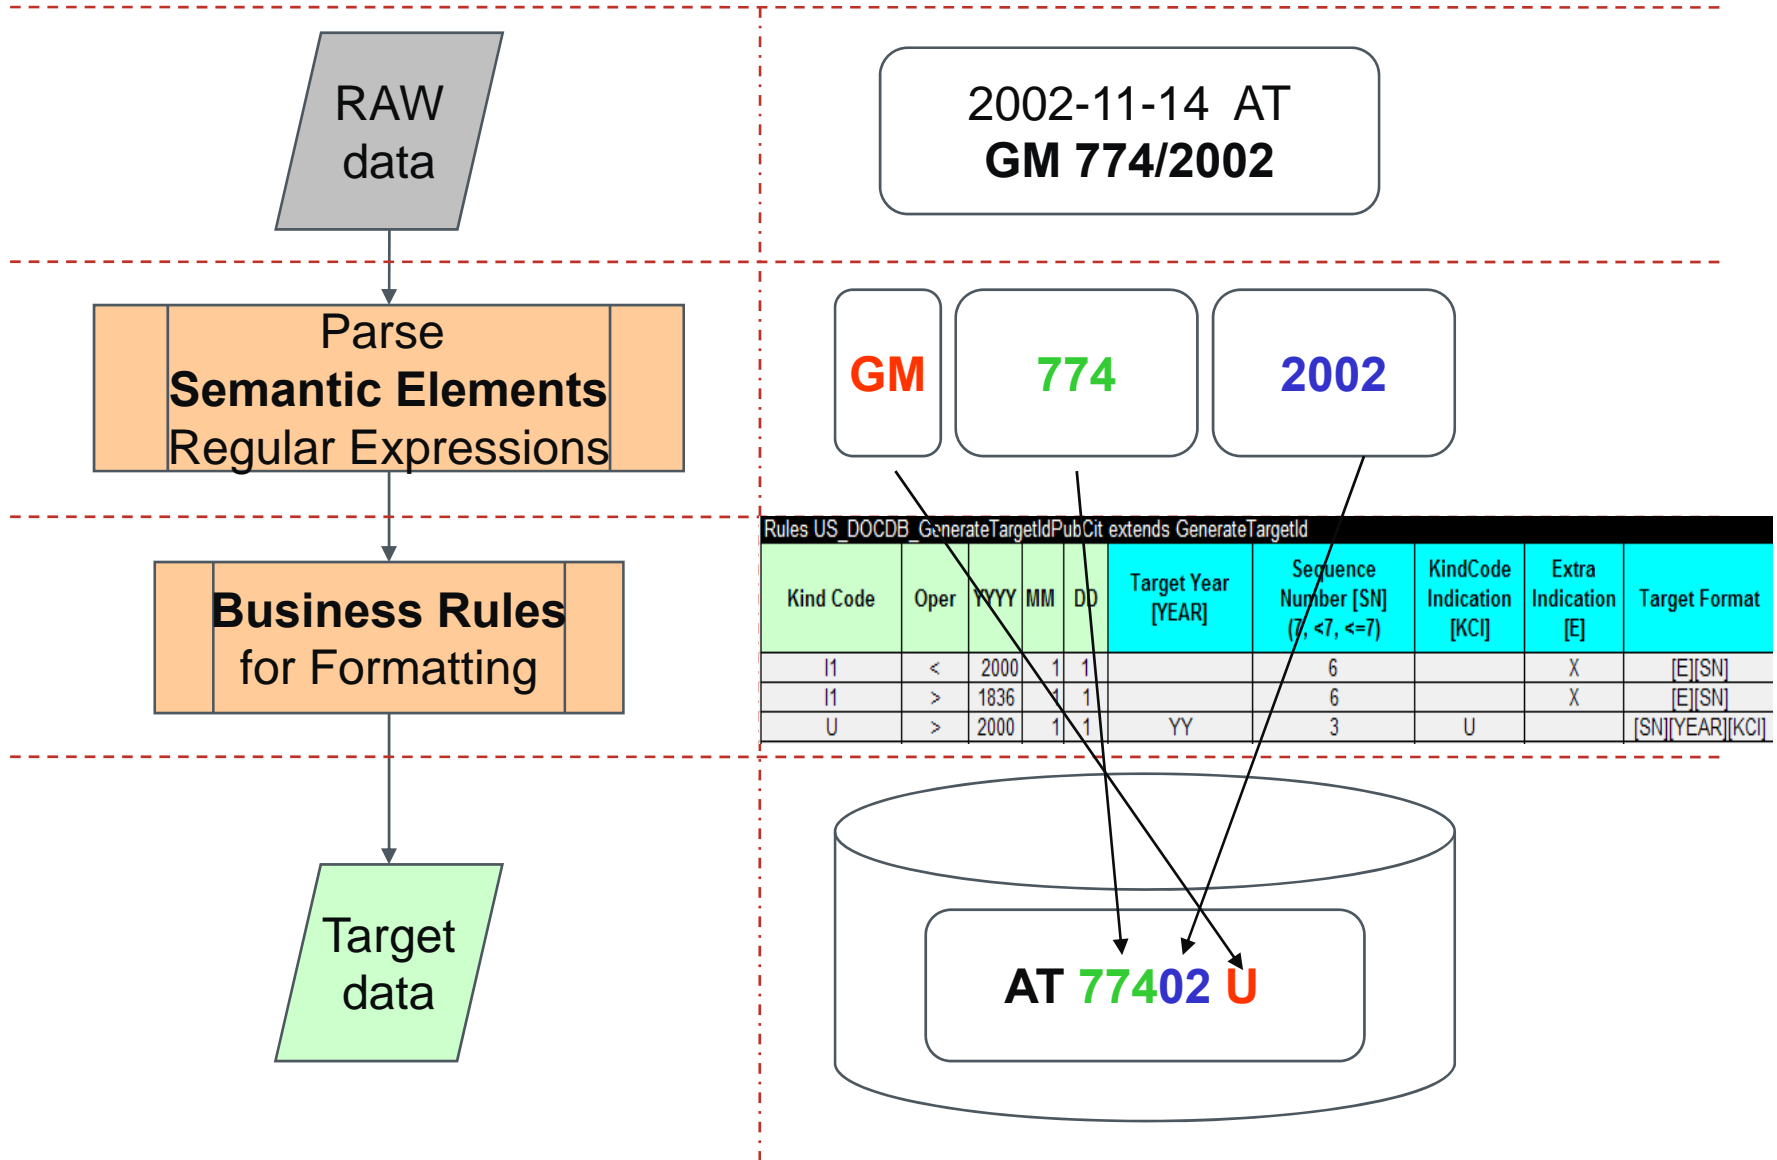 RAW
data
2002-11-14 AT
GM 774/2002
Parse
Semantic Elements
Regular Expressions
GM 774 2002
Business Rules
for Formatting
Rules US_DOCDB_GenerateTargetIdPubCit extends GenerateTargetId
Kind Code Oper YYYY MM DD Target Year [YEAR] Sequence Number [SN] (7, <7, <=7) KindCode Indication [KCI] Extra Indication [E] Target Format
I1 < 2000 1 1 6 X [E][SN]
I1 > 1836 1 1 6 X [E][SN]
U > 2000 1 1 YY 3 U [SN][YEAR][KCI]
Target
data
AT 77402 U